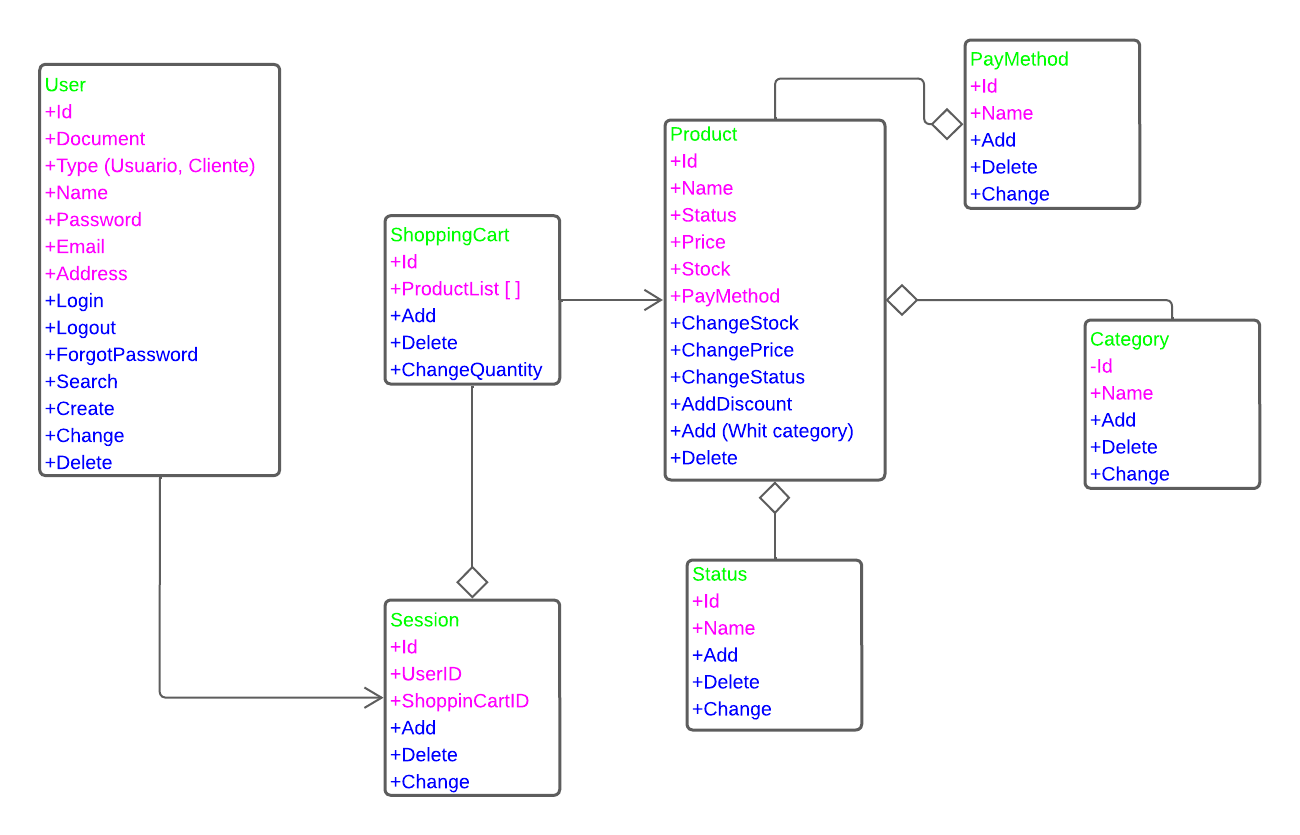 User
+Id
+Document
+Type (Usuario, Cliente)
+Name
+Password
+Email
+Address
+Login
+Logout
+ForgotPassword
+Search
+Create
+Change
+Delete
ShoppingCart
+Id
+ProductList [ ]
+Add
+Delete
+ChangeQuantity
Session
+Id
+UserID
+ShoppinCartID
+Add
+Delete
+Change
Product
+Id
+Name
+Status
+Price
+Stock
+PayMethod
+ChangeStock
+ChangePrice
+ChangeStatus
+AddDiscount
+Add (Whit category)
+Delete
Status
+Id
+Name
+Add
+Delete
+Change
PayMethod
+Id
+Name
+Add
+Delete
+Change
Category
-Id
+Name
+Add
+Delete
+Change